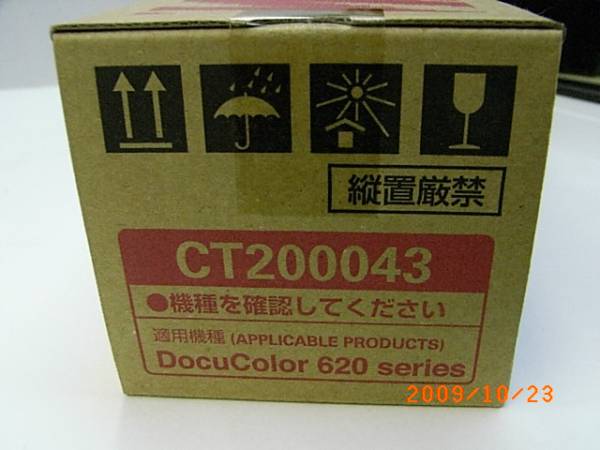 縦置厳禁
CT200043
●機種を確認してください
適用機種 (APPLICABLE PRODUCTS)
DocuColor 620 series
2009/10/23